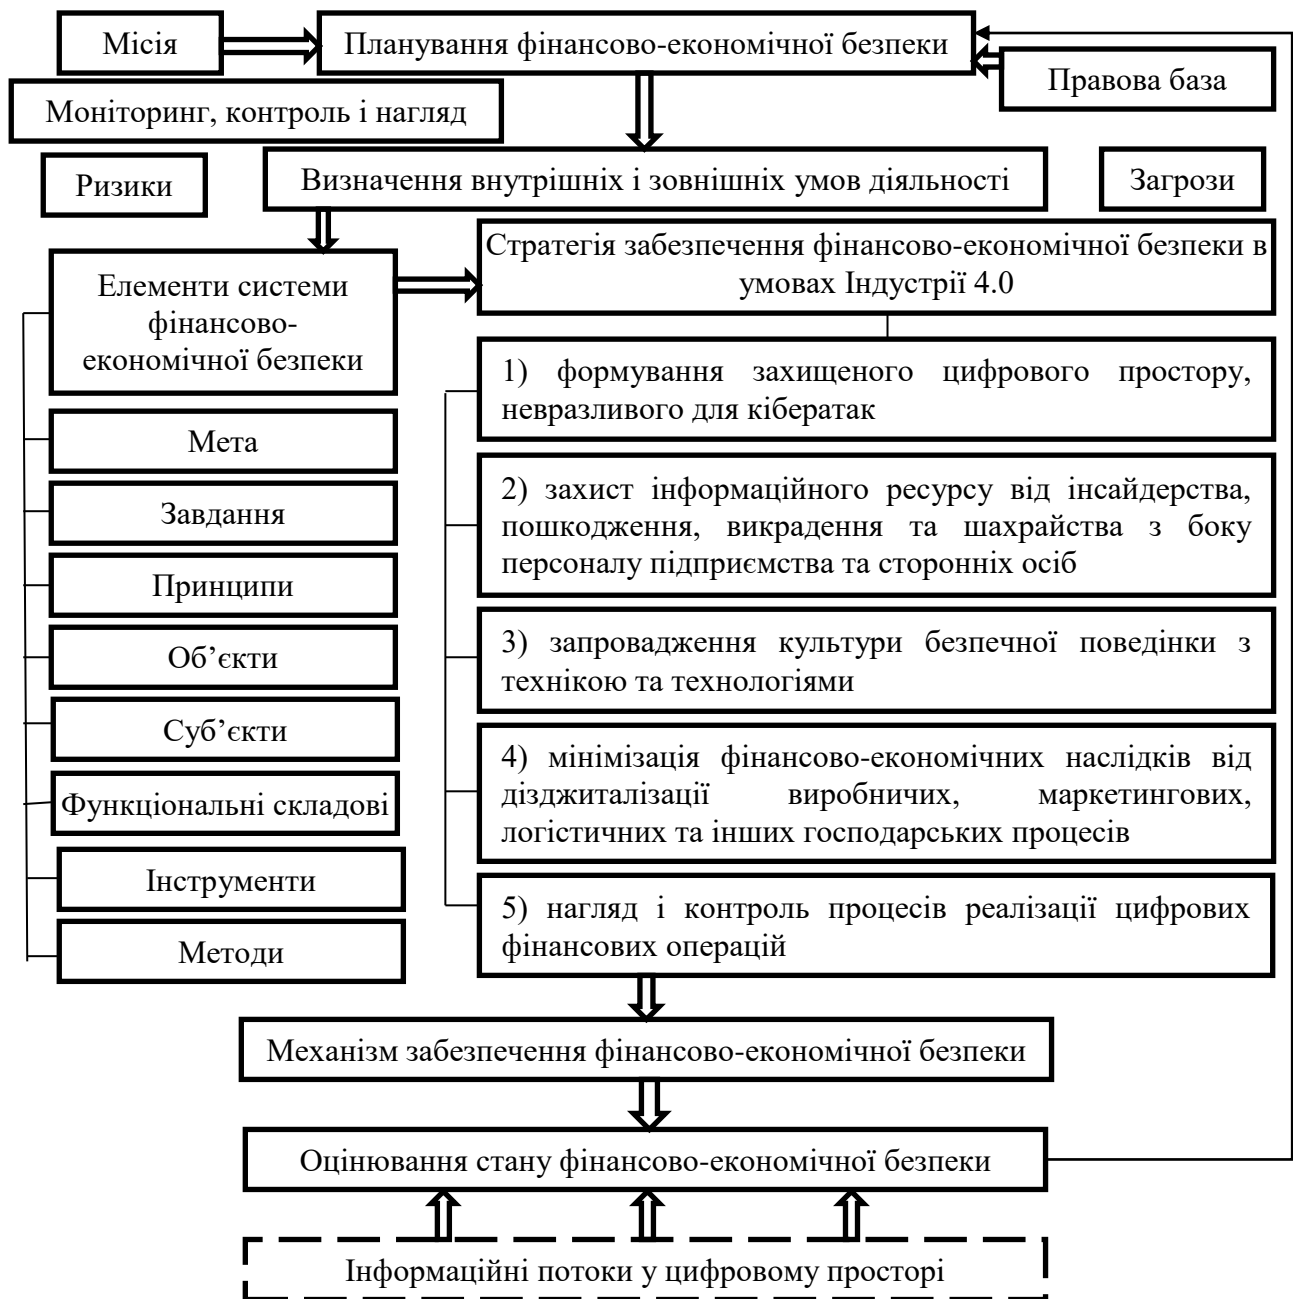 Місія
Планування фінансово-економічної безпеки
Правова база
Моніторинг, контроль і нагляд
Ризики
Визначення внутрішніх і зовнішніх умов діяльності
Загрози
Елементи системи
фінансово-
економічної безпеки
Мета
Завдання
Принципи
Об’єкти
Суб’єкти
Функціональні складові
Інструменти
Методи
Стратегія забезпечення фінансово-економічної безпеки в
умовах Індустрії 4.0
1) формування захищеного цифрового простору,
невразливого для кібератак
2) захист інформаційного ресурсу від інсайдерства,
пошкодження, викрадення та шахрайства з боку
персоналу підприємства та сторонніх осіб
3) запровадження культури безпечної поведінки з
технікою та технологіями
4) мінімізація фінансово-економічних наслідків від
дізджиталізації виробничих, маркетингових,
логістичних та інших господарських процесів
5) нагляд і контроль процесів реалізації цифрових
фінансових операцій
Механізм забезпечення фінансово-економічної безпеки
Оцінювання стану фінансово-економічної безпеки
Інформаційні потоки у цифровому просторі